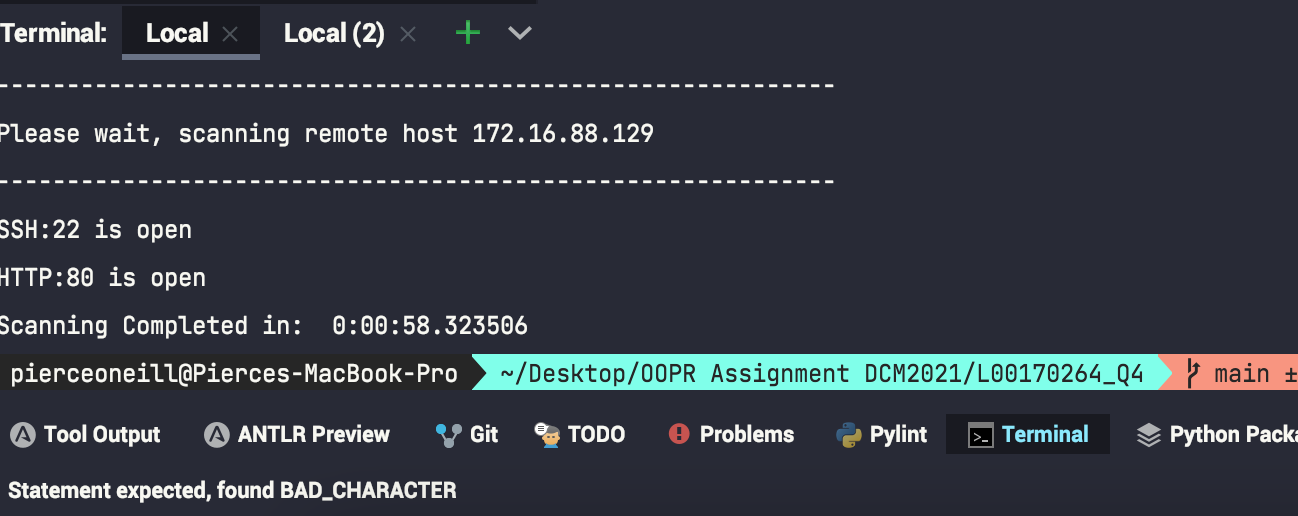 Terminal: Local × Local (2) × +
------------------------------------------------------------
Please wait, scanning remote host 172.16.88.129
------------------------------------------------------------
SSH:22 is open
HTTP:80 is open
Scanning Completed in:  0:00:58.323506
pierceoneill@Pierces-MacBook-Pro ~/Desktop/OOPR Assignment DCM2021/L00170264_Q4 main ±
Tool Output ANTLR Preview Git TODO Problems Pylint Terminal Python Packa
Statement expected, found BAD_CHARACTER